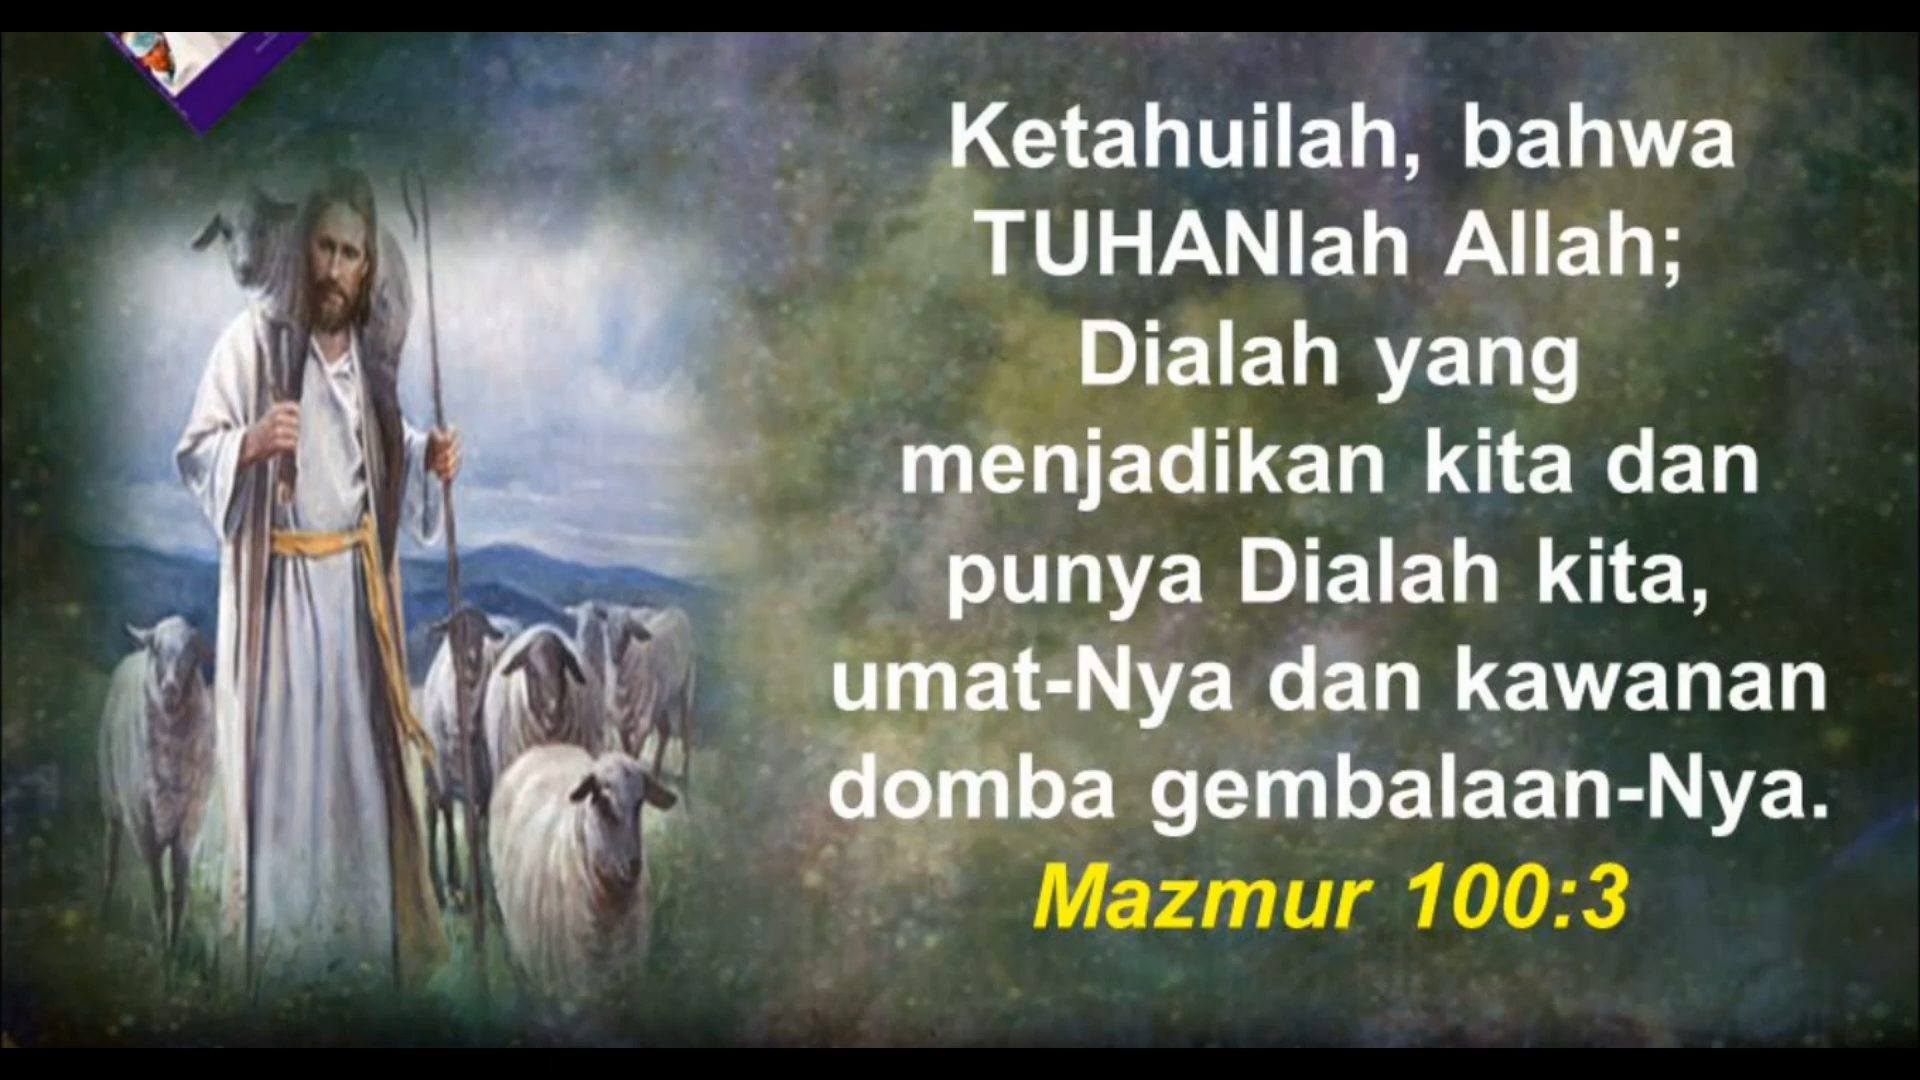 Ketahuilah, bahwa
TUHANlah Allah;
Dialah yang
menjadikan kita dan
punya Dialah kita,
umat-Nya dan kawanan
domba gembalaan-Nya.
Mazmur 100:3